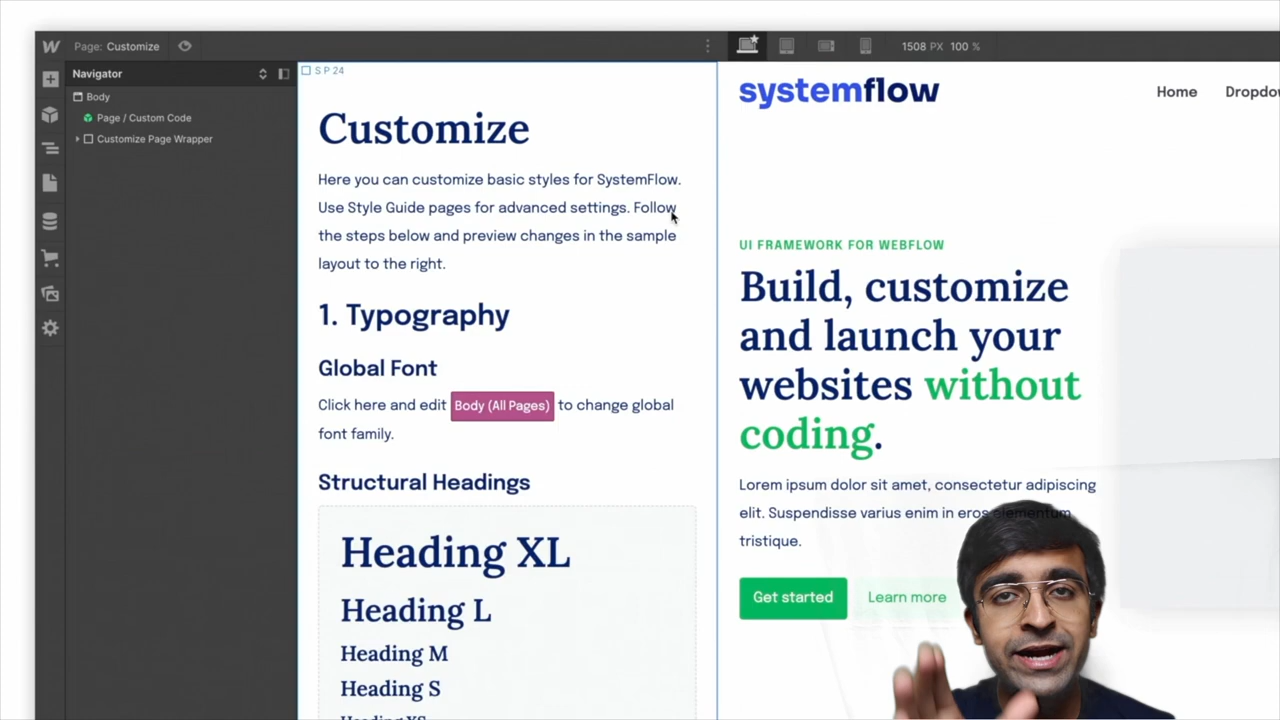 Page: Customize
1508 PX 100 %
Navigator
Body
Page / Custom Code
Customize Page Wrapper
S P 24
Customize
Here you can customize basic styles for SystemFlow.
Use Style Guide pages for advanced settings. Follow
the steps below and preview changes in the sample
layout to the right.
1. Typography
Global Font
Click here and edit Body (All Pages) to change global
font family.
Structural Headings
Heading XL
Heading L
Heading M
Heading S
Heading XS
systemflow
Home
UI FRAMEWORK FOR WEBFLOW
Build, customize
and launch your
websites without
coding.
Lorem ipsum dolor sit amet, consectetur adipiscing
elit. Suspendisse varius enim in eros elementum
tristique.
Get started
Learn more